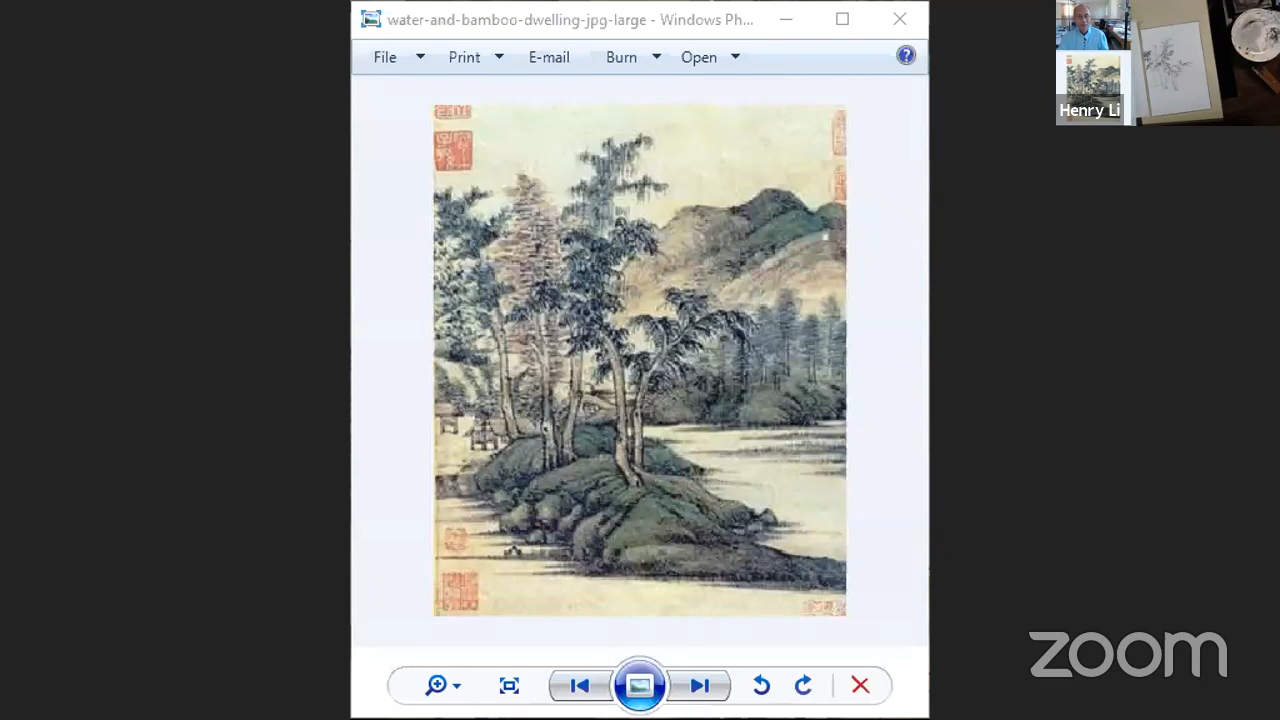 water-and-bamboo-dwelling-jpg-large - Windows Ph...
File Print E-mail Burn Open
Henry Li
zoom